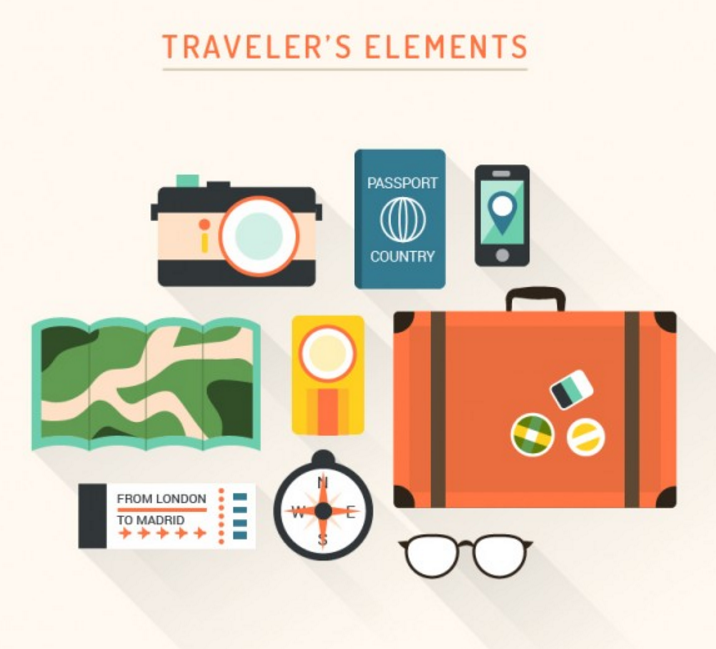 TRAVELER'S ELEMENTS
PASSPORT
COUNTRY
FROM LONDON
TO MADRID
N
W E
S